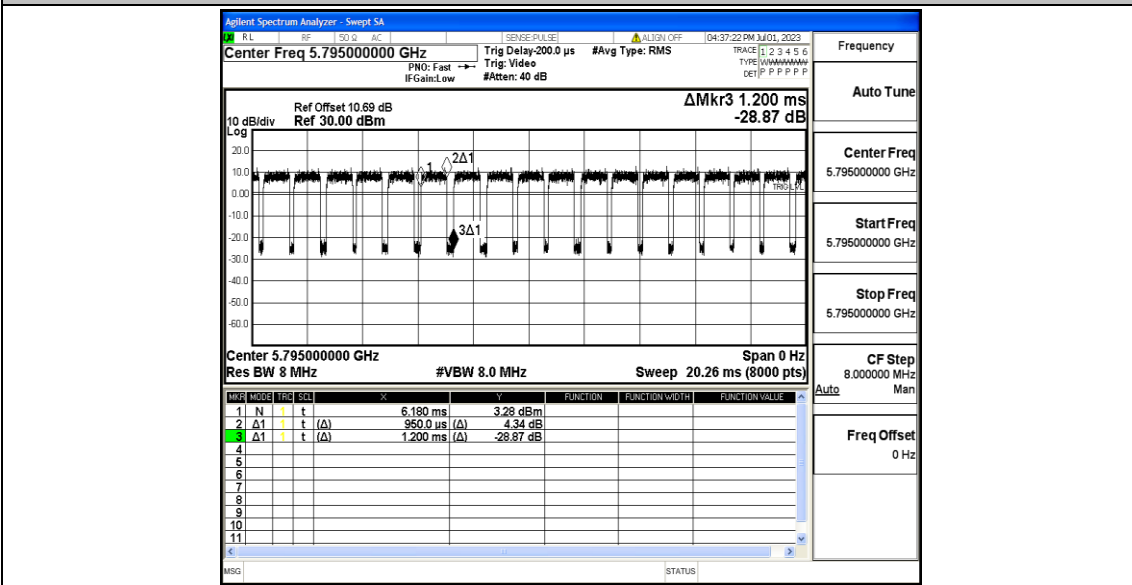 Agilent Spectrum Analyzer - Swept SA
LXI RL RF 50 Ω AC SENSE:PULSE ALIGN OFF 04:37:22 PM Jul 01, 2023
Center Freq 5.795000000 GHz
Trig Delay-200.0 µs #Avg Type: RMS
TRACE 1 2 3 4 5 6
PNO: Fast
Trig: Video
TYPE WWWWWW
IFGain:Low
#Atten: 40 dB
DET P P P P P P
ΔMkr3 1.200 ms
-28.87 dB
Ref Offset 10.69 dB
10 dB/div Ref 30.00 dBm
Log
20.0
10.0
0.00
-10.0
-20.0
-30.0
-40.0
-50.0
-60.0
1
2Δ1
3Δ1
TRIG LVL
Center 5.795000000 GHz Span 0 Hz
Res BW 8 MHz #VBW 8.0 MHz Sweep 20.26 ms (8000 pts)
MKR MODE TRC SCL X Y FUNCTION FUNCTION WIDTH FUNCTION VALUE
1 N 1 t 6.180 ms 3.28 dBm
2 Δ1 1 t (Δ) 950.0 µs (Δ) 4.34 dB
3 Δ1 1 t (Δ) 1.200 ms (Δ) -28.87 dB
4
5
6
7
8
9
10
11
MSG STATUS
Frequency
Auto Tune
Center Freq
5.795000000 GHz
Start Freq
5.795000000 GHz
Stop Freq
5.795000000 GHz
CF Step
8.000000 MHz
Auto Man
Freq Offset
0 Hz